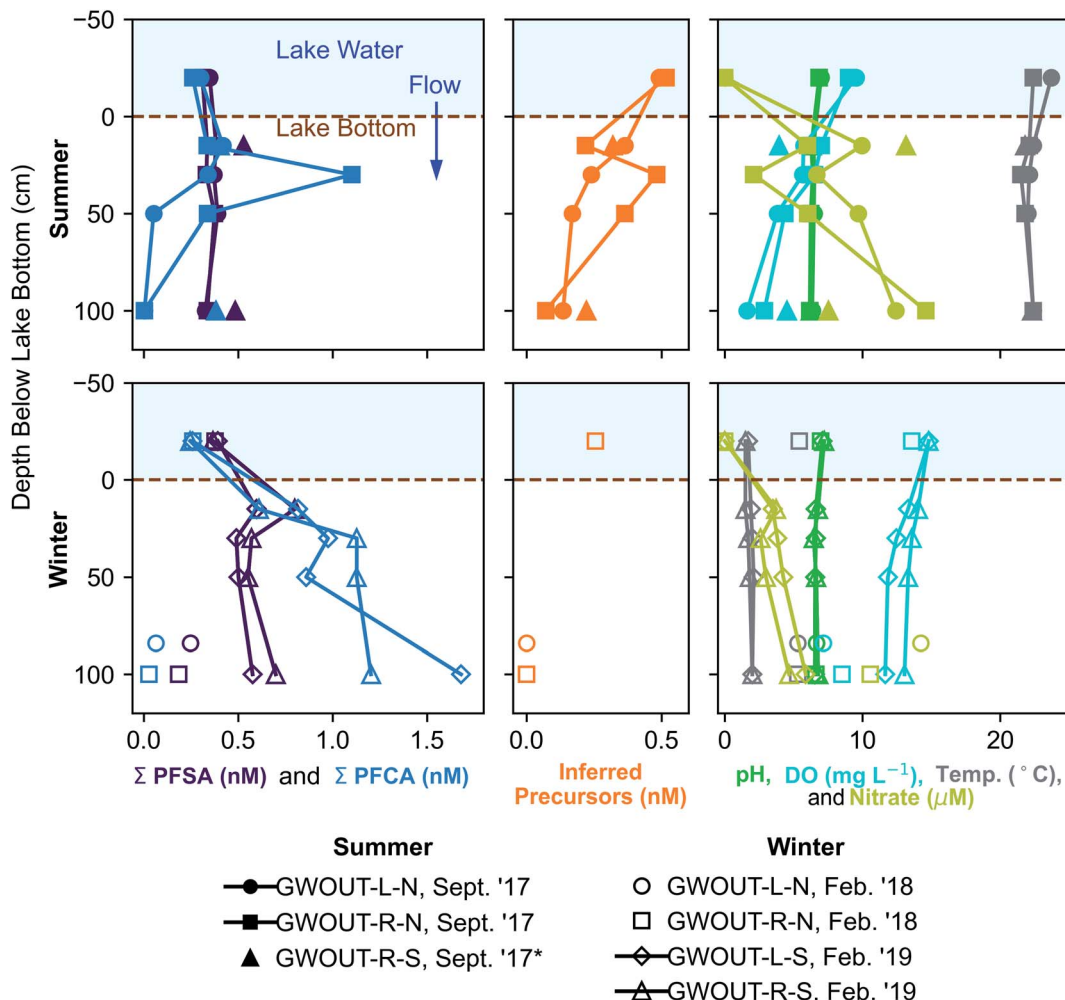 −50
0
50
100
Lake Water
Flow
Lake Bottom
Summer
Depth Below Lake Bottom (cm)
−50
0
50
100
Winter
0.0 0.5 1.0 1.5
0.0 0.5
0 10 20
Σ PFSA (nM) and Σ PFCA (nM)
Inferred
Precursors (nM)
pH, DO (mg L−1), Temp. (°C),
and Nitrate (μM)
Summer
GWOUT-L-N, Sept. '17
GWOUT-R-N, Sept. '17
GWOUT-R-S, Sept. '17*
Winter
GWOUT-L-N, Feb. '18
GWOUT-R-N, Feb. '18
GWOUT-L-S, Feb. '19
GWOUT-R-S, Feb. '19